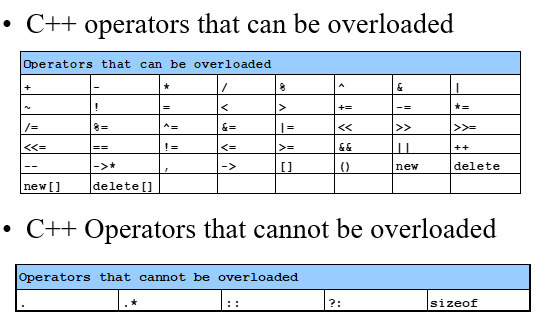 • C++ operators that can be overloaded
Operators that can be overloaded
+ - * / % ^ & |
~ ! = < > += -= *=
/= %= ^= &= |= << >> >>=
<<= == != <= >= && || ++
-- ->* , -> [] () new delete
new[] delete[]
• C++ Operators that cannot be overloaded
Operators that cannot be overloaded
. .* :: ?: sizeof